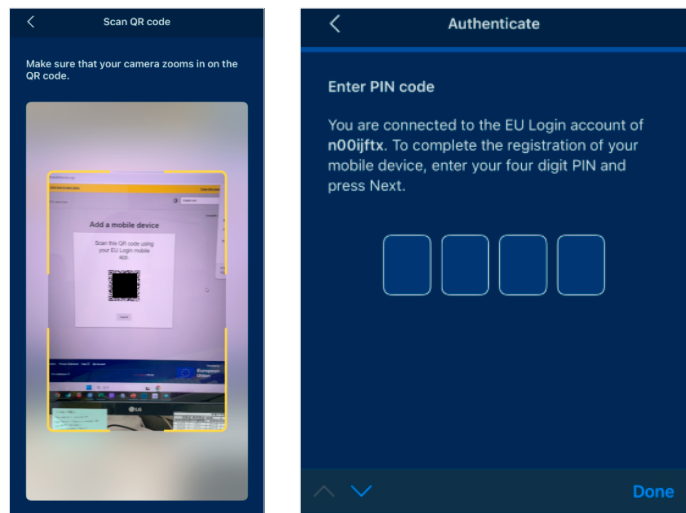 Scan QR code
Make sure that your camera zooms in on the
QR code.
Add a mobile device
Scan this QR code using
your EU Login mobile
app.
European
Union
LG
Authenticate
Enter PIN code
You are connected to the EU Login account of
n00ijftx. To complete the registration of your
mobile device, enter your four digit PIN and
press Next.
Done